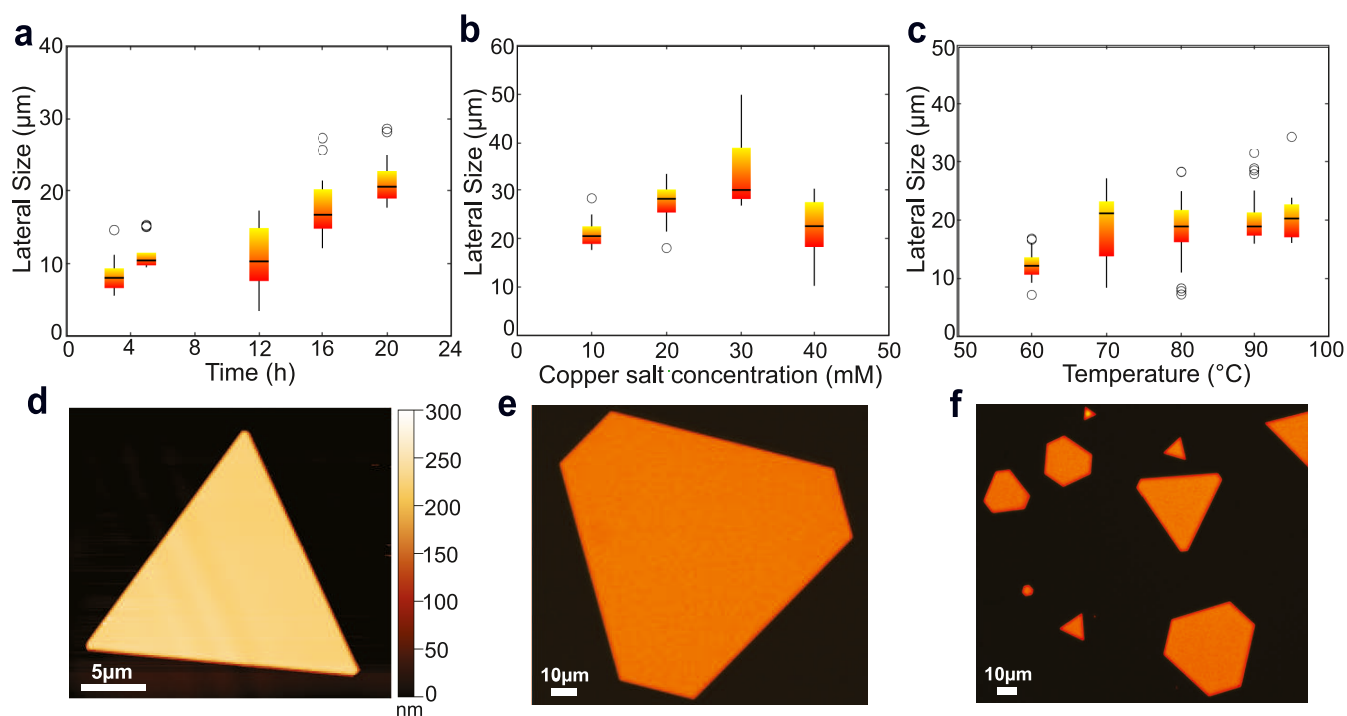 a
40
30
20
10
0
Lateral Size (µm)
0 4 8 12 16 20 24
Time (h)
b
60
50
40
30
20
10
0
Lateral Size (µm)
0 10 20 30 40 50
Copper salt concentration (mM)
c
50
40
30
20
10
0
Lateral Size (µm)
50 60 70 80 90 100
Temperature (°C)
d
300
250
200
150
100
50
0
nm
5µm
e
10µm
f
10µm